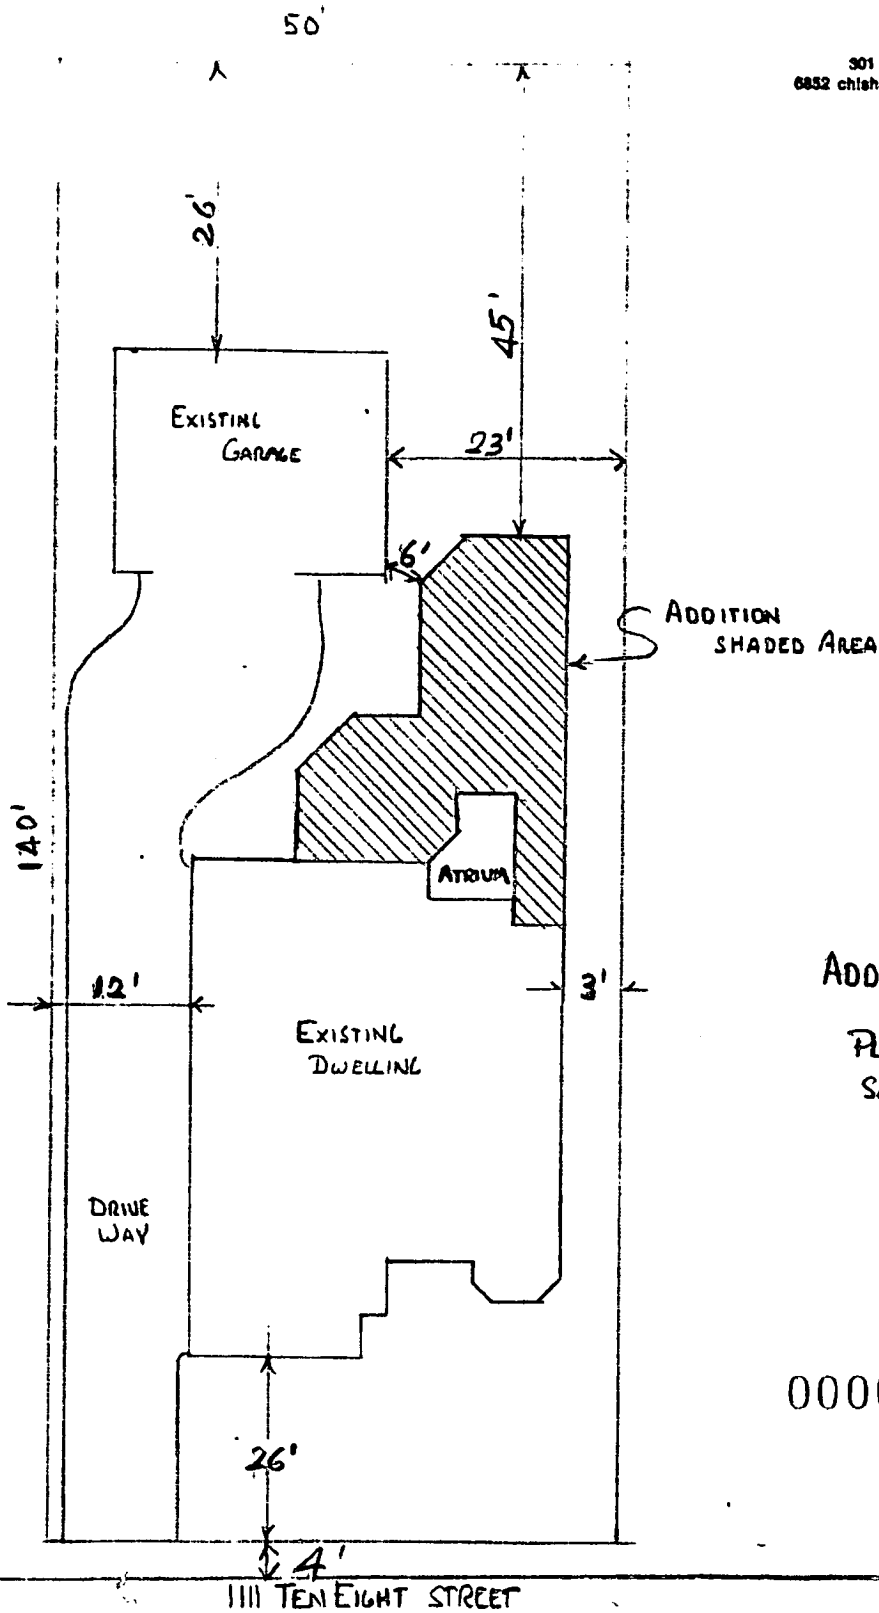 50'
301
6852 chish
26'
45'
EXISTING
GARAGE
23'
6'
ADDITION
SHADED AREA
140'
ATRIUM
12'
3'
ADD
EXISTING
DWELLING
PL
DRIVE
WAY
26'
4'
1111 TEN EIGHT STREET